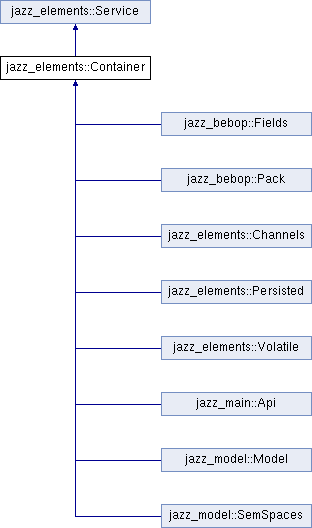 jazz_elements::Service
jazz_elements::Container
jazz_bebop::Fields
jazz_bebop::Pack
jazz_elements::Channels
jazz_elements::Persisted
jazz_elements::Volatile
jazz_main::Api
jazz_model::Model
jazz_model::SemSpaces